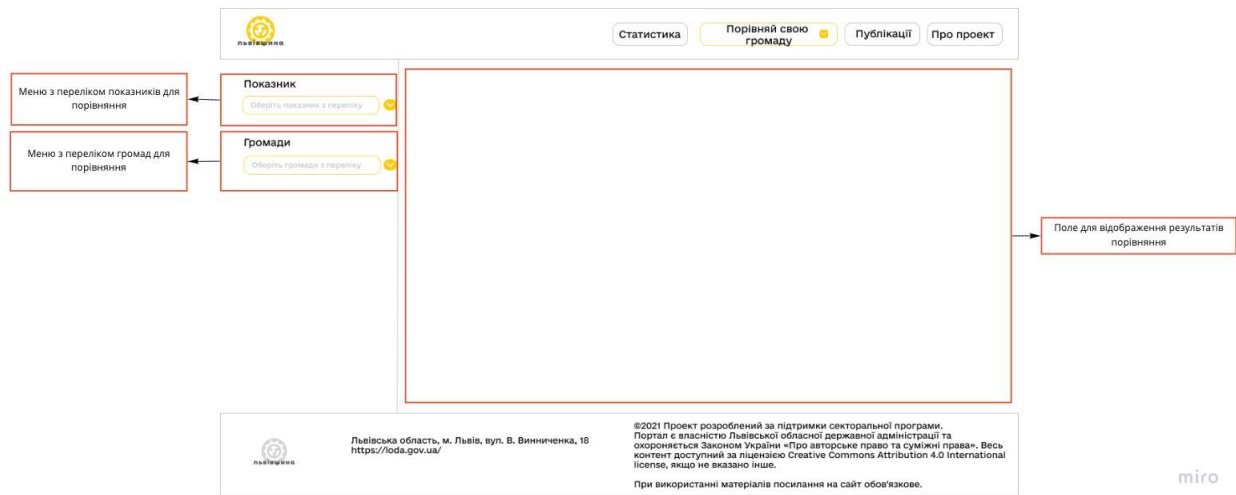 львівщина
Статистика
Порівняй свою
громаду
Публікації
Про проект
Меню з переліком показників для
порівняння
Показник
Оберіть показник з переліку
Меню з переліком громад для
порівняння
Громади
Оберіть громади з переліку
Поле для відображення результатів
порівняння
львівщина
Львівська область, м. Львів, вул. В. Винниченка, 18
https://loda.gov.ua/
©2021 Проект розроблений за підтримки секторальної програми.
Портал є власністю Львівської обласної державної адміністрації та
охороняється Законом України «Про авторське право та суміжні права». Весь
контент доступний за ліцензією Creative Commons Attribution 4.0 International
license, якщо не вказано інше.
При використанні матеріалів посилання на сайт обов'язкове.
miro